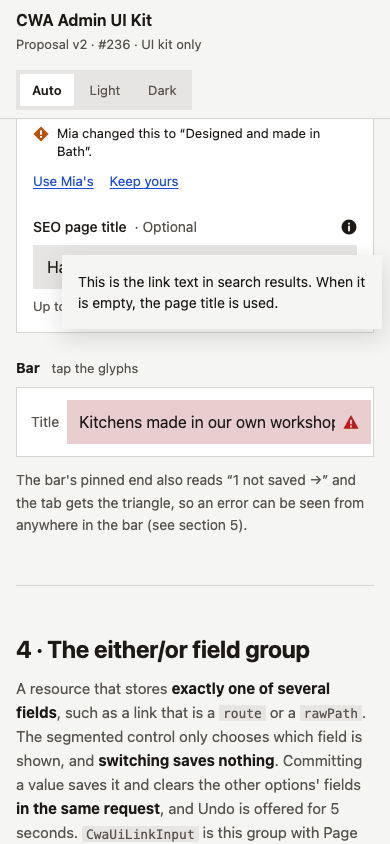 CWA Admin UI Kit
Proposal v2 · #236 · UI kit only
Auto Light Dark
Mia changed this to “Designed and made in
Bath”.
Use Mia's Keep yours
SEO page title · Optional
Ha
This is the link text in search results. When it
is empty, the page title is used.
Up to
Bar tap the glyphs
Title Kitchens made in our own workshop
The bar's pinned end also reads “1 not saved →” and
the tab gets the triangle, so an error can be seen from
anywhere in the bar (see section 5).
4 · The either/or field group
A resource that stores exactly one of several
fields, such as a link that is a route or a rawPath.
The segmented control only chooses which field is
shown, and switching saves nothing. Committing
a value saves it and clears the other options' fields
in the same request, and Undo is offered for 5
seconds. CwaUiLinkInput is this group with Page